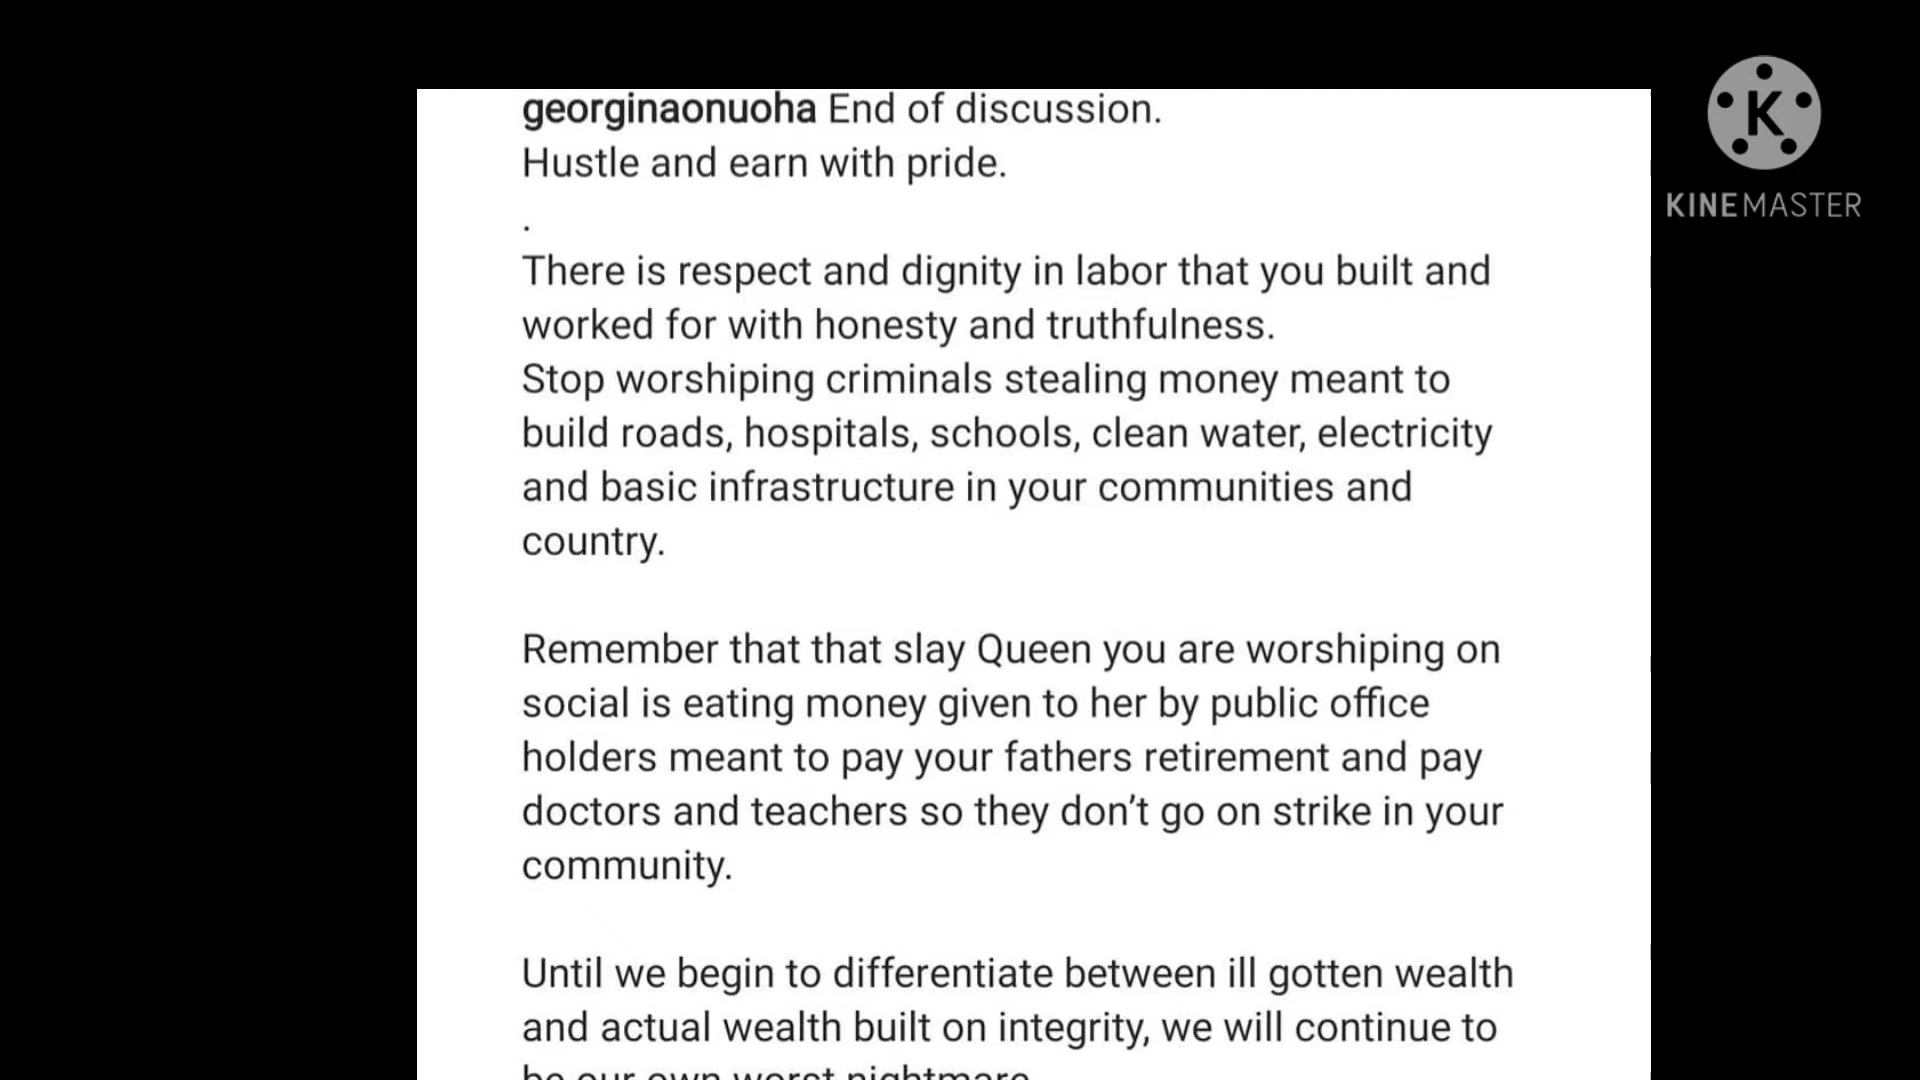 georginaonuoha End of discussion.
Hustle and earn with pride.
.
There is respect and dignity in labor that you built and
worked for with honesty and truthfulness.
Stop worshiping criminals stealing money meant to
build roads, hospitals, schools, clean water, electricity
and basic infrastructure in your communities and
country.
Remember that that slay Queen you are worshiping on
social is eating money given to her by public office
holders meant to pay your fathers retirement and pay
doctors and teachers so they don’t go on strike in your
community.
Until we begin to differentiate between ill gotten wealth
and actual wealth built on integrity, we will continue to
be our own worst nightmare
K
KINEMASTER